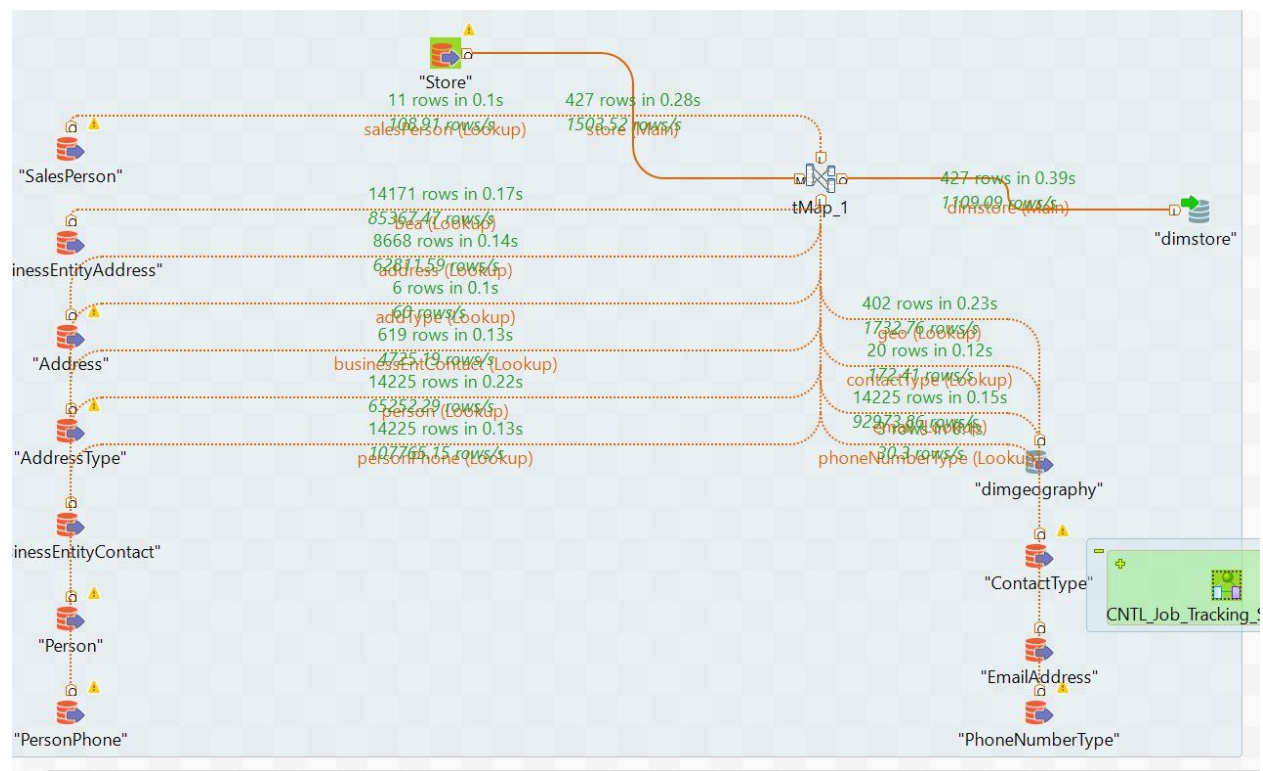 "Store"
11 rows in 0.1s
427 rows in 0.28s
108.91 rows/s
salesPerson (Lookup)
1503.52 rows/s
store (Main)
"SalesPerson"
14171 rows in 0.17s
tMap_1
427 rows in 0.39s
1109.09 rows/s
dimstore (Main)
85367.47 rows/s
bea (Lookup)
"dimstore"
8668 rows in 0.14s
inessEntityAddress"
62811.59 rows/s
address (Lookup)
6 rows in 0.1s
60 rows/s
addType (Lookup)
402 rows in 0.23s
619 rows in 0.13s
1732.76 rows/s
geo (Lookup)
20 rows in 0.12s
"Address"
4725.19 rows/s
businessEntContact (Lookup)
14225 rows in 0.22s
172.41 rows/s
contactType (Lookup)
14225 rows in 0.15s
65252.29 rows/s
person (Lookup)
92973.86 rows/s
email (Lookup)
14225 rows in 0.13s
"AddressType"
107765.15 rows/s
personPhone (Lookup)
30.3 rows/s
phoneNumberType (Lookup)
"dimgeography"
inessEntityContact"
"ContactType"
CNTL_Job_Tracking_S
"Person"
"EmailAddress"
"PersonPhone"
"PhoneNumberType"